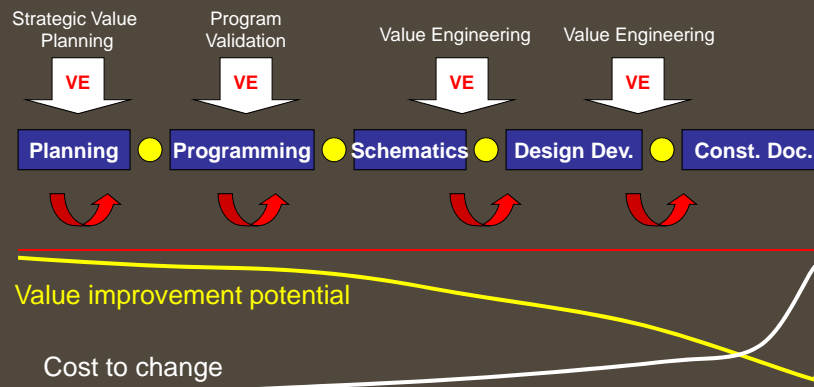 Strategic Value
Planning
Program
Validation
Value Engineering
Value Engineering
VE
VE
VE
VE
Planning
Programming
Schematics
Design Dev.
Const. Doc.
Value improvement potential
Cost to change